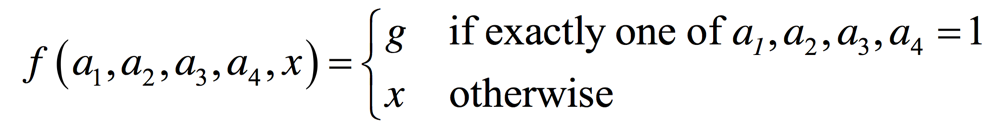 f(a₁,a₂,a₃,a₄,x) = { g if exactly one of a₁,a₂,a₃,a₄ = 1
x otherwise